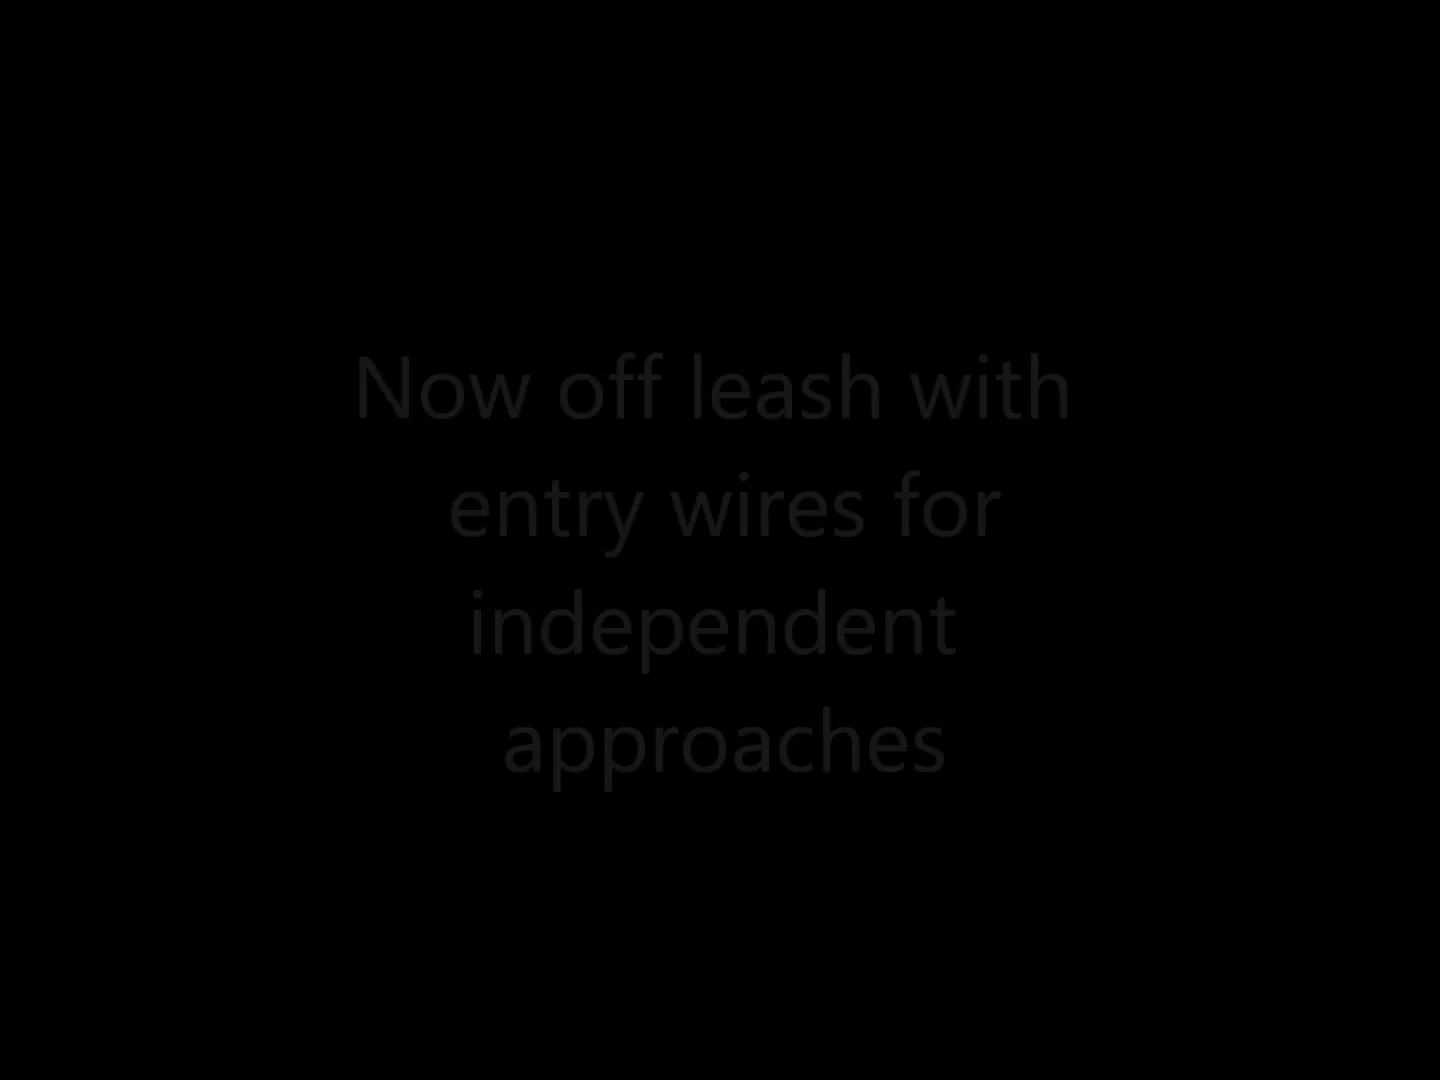 Now off leash with
entry wires for
independent
approaches